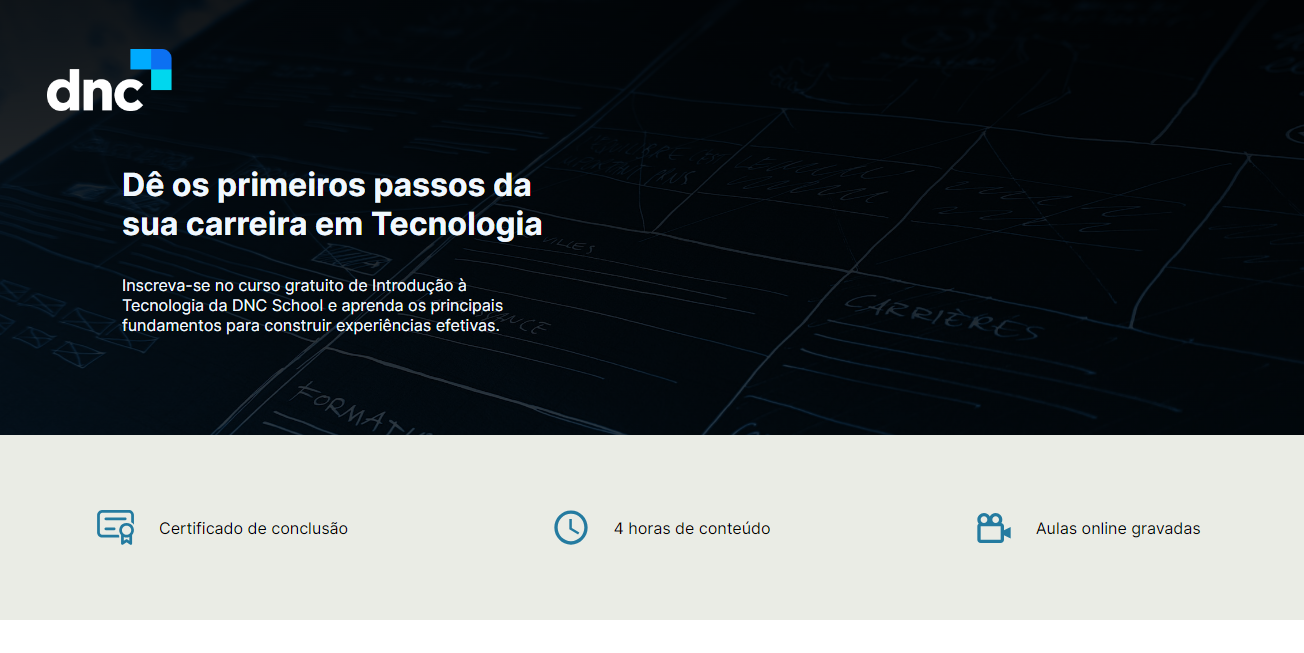 dnc
Dê os primeiros passos da
sua carreira em Tecnologia
Inscreva-se no curso gratuito de Introdução à
Tecnologia da DNC School e aprenda os principais
fundamentos para construir experiências efetivas.
CARRIÈRES
Certificado de conclusão
4 horas de conteúdo
Aulas online gravadas